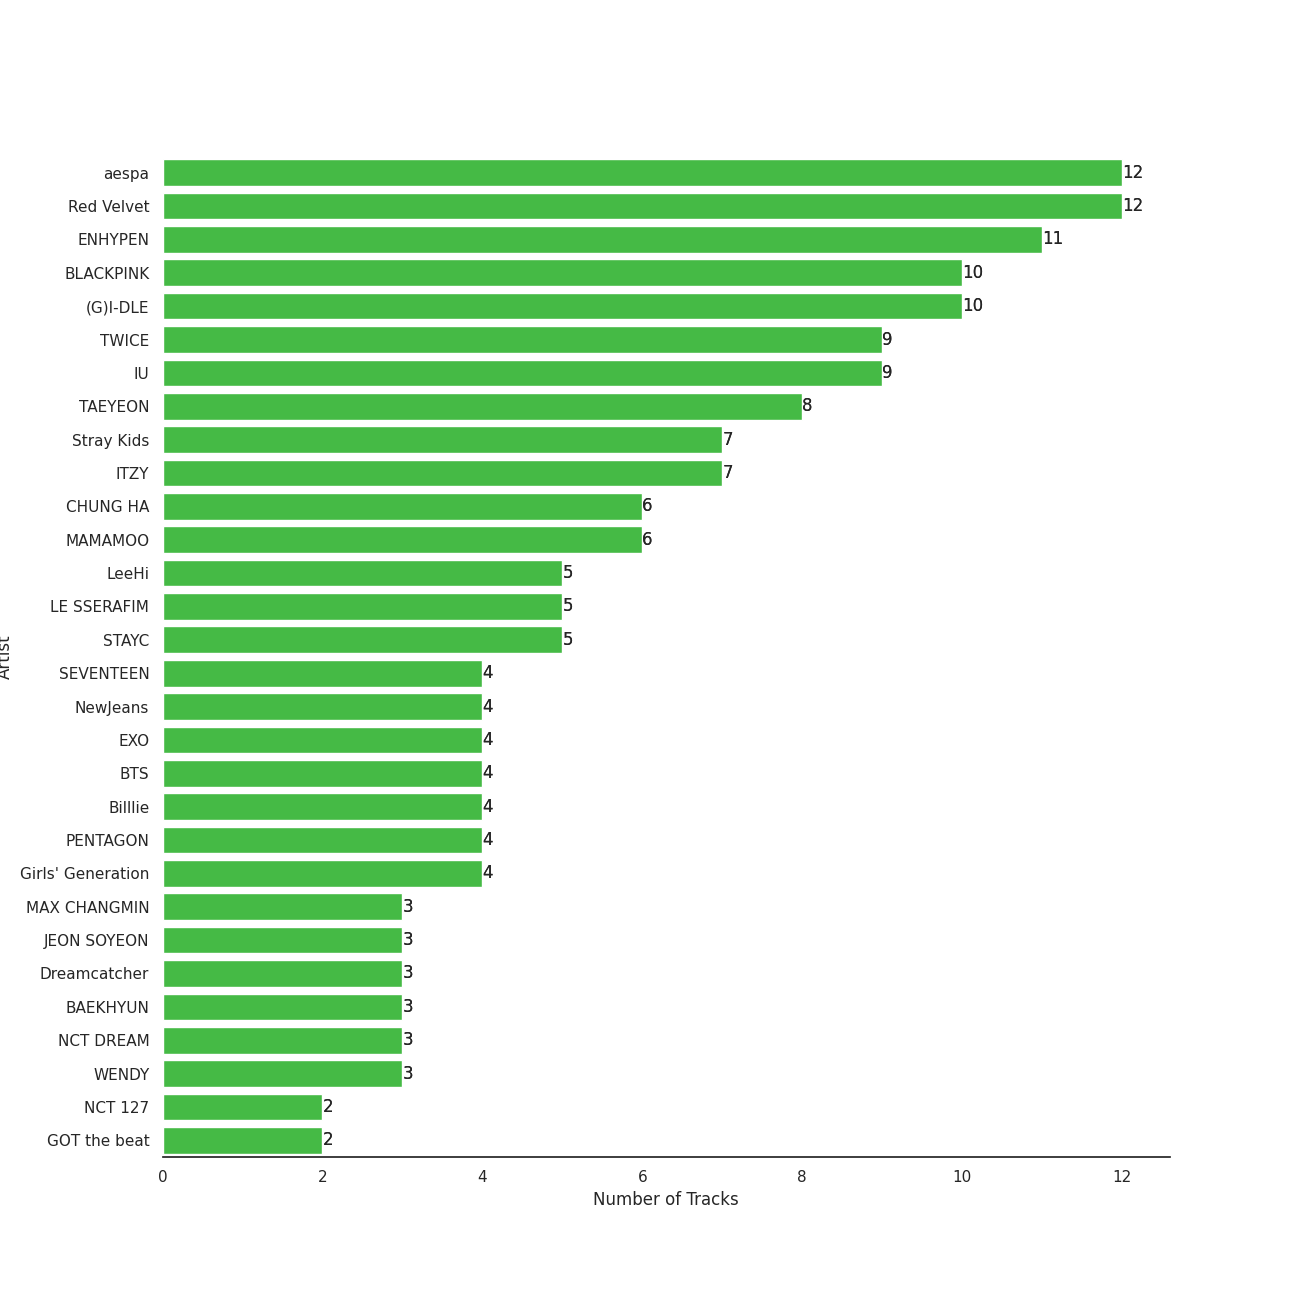 aespa 12
Red Velvet 12
ENHYPEN 11
BLACKPINK 10
(G)I-DLE 10
TWICE 9
IU 9
TAEYEON 8
Stray Kids 7
ITZY 7
CHUNG HA 6
MAMAMOO 6
LeeHi 5
LE SSERAFIM 5
STAYC 5
SEVENTEEN 4
NewJeans 4
EXO 4
BTS 4
Billlie 4
PENTAGON 4
Girls' Generation 4
MAX CHANGMIN 3
JEON SOYEON 3
Dreamcatcher 3
BAEKHYUN 3
NCT DREAM 3
WENDY 3
NCT 127 2
GOT the beat 2
Artist
0 2 4 6 8 10 12
Number of Tracks